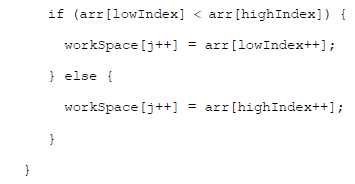 if (arr[lowIndex] < arr[highIndex]) {
workSpace[j++] = arr[lowIndex++];
} else {
workSpace[j++] = arr[highIndex++];
}
}